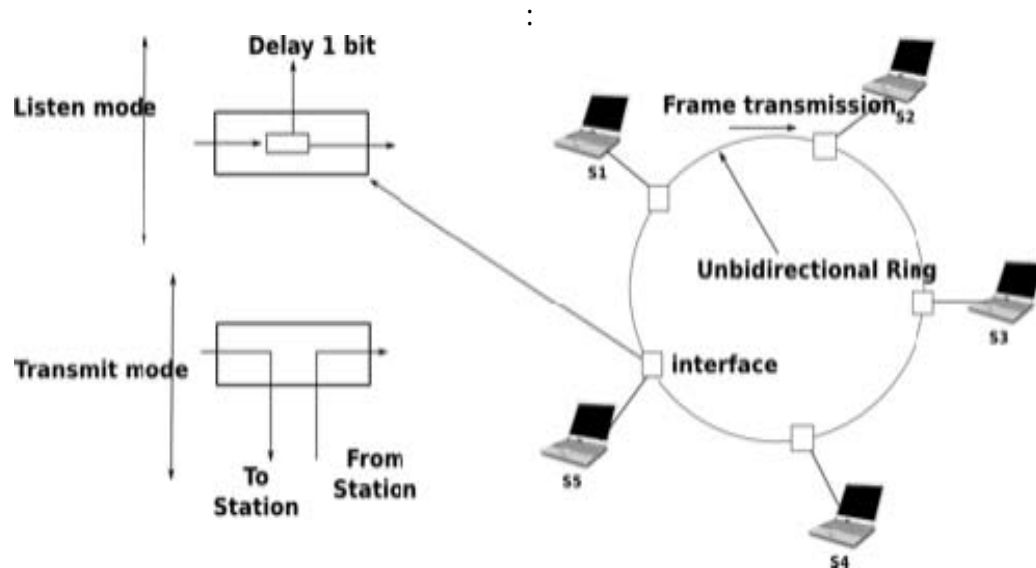 :
Delay 1 bit
Listen mode
Frame transmission
S2
S1
Unbidirectional Ring
S3
interface
Transmit mode
To
Station
From
Station
S5
S4